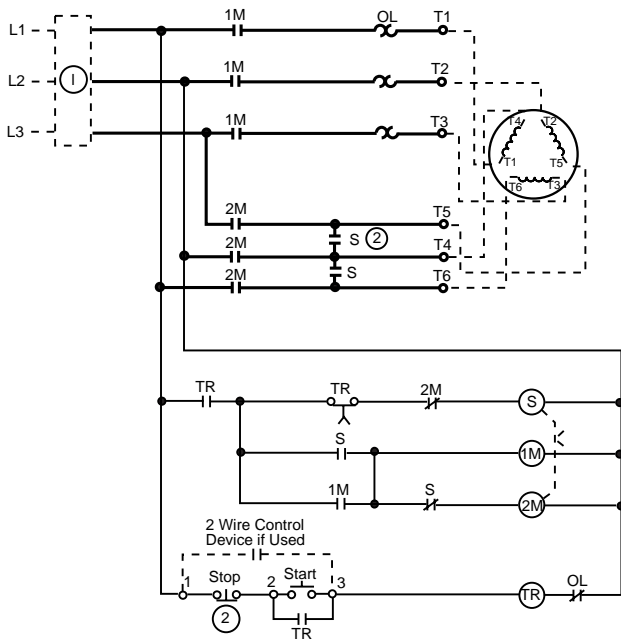 1M OL T1
L1
1M T2
L2 I
1M T3
L3
T4 T2
T1 T5
T6 T3
2M T5
S 2
2M T4
S
2M T6
TR TR 2M S
S 1M
1M S 2M
2 Wire Control
Device if Used
1 Stop 2 Start 3 TR OL
2 TR